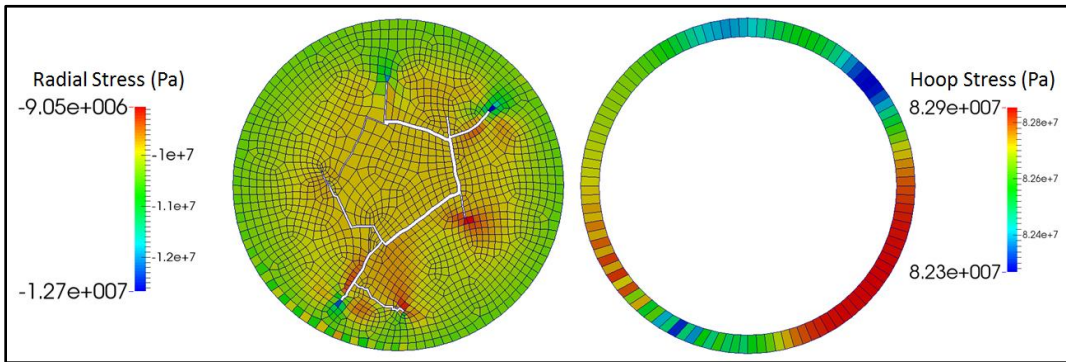 Radial Stress (Pa)
-9.05e+006
-1e+7
-1.1e+7
-1.2e+7
-1.27e+007
Hoop Stress (Pa)
8.29e+007
8.28e+7
8.26e+7
8.24e+7
8.23e+007